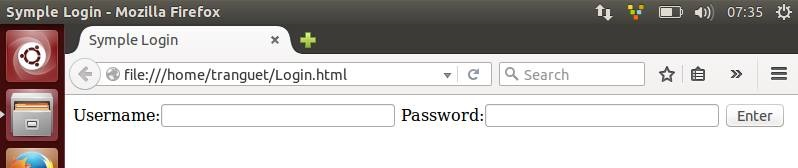 Symple Login - Mozilla Firefox 07:35
Symple Login
file:///home/tranguet/Login.html Search
Username: Password: Enter